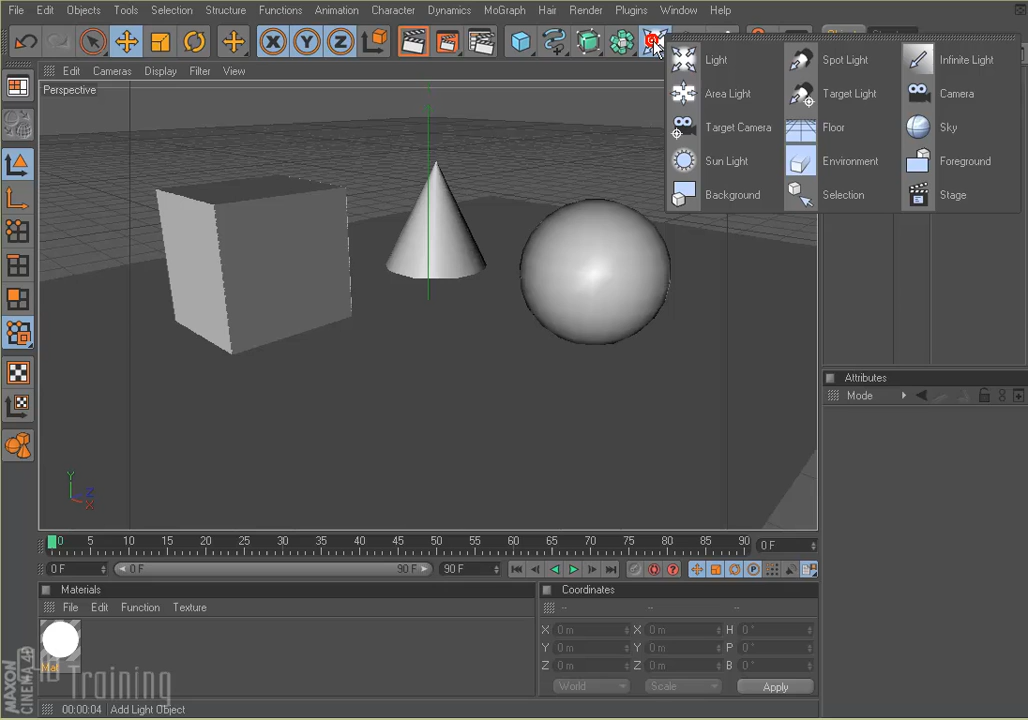 File Edit Objects Tools Selection Structure Functions Animation Character Dynamics MoGraph Hair Render Plugins Window Help
X Y Z
Edit Cameras Display Filter View
Light Spot Light Infinite Light
Perspective
Area Light Target Light Camera
Target Camera Floor Sky
Sun Light Environment Foreground
Background Selection Stage
Attributes
Mode
Y
Z
X
0 5 10 15 20 25 30 35 40 45 50 55 60 65 70 75 80 85 90 0 F
0 F 0 F 90 F 90 F
Materials Coordinates
File Edit Function Texture -- -- --
X 0 m X 0 m H 0 °
Y 0 m Y 0 m P 0 °
Z 0 m Z 0 m B 0 °
Mat
World Scale Apply
MAXON
CINEMA 4D
Training
00:00:04 Add Light Object